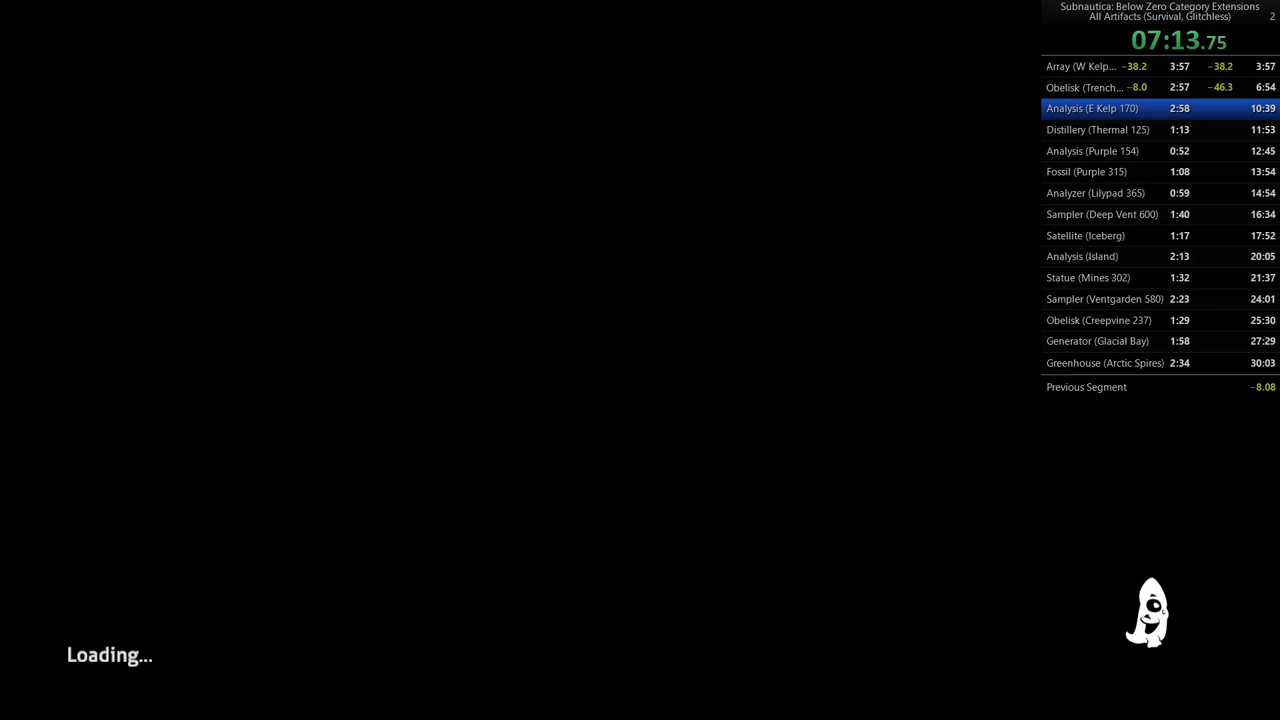 Subnautica: Below Zero Category Extensions
All Artifacts (Survival, Glitchless) 2
07:13.75
Array (W Kelp... −38.2 3:57 −38.2 3:57
Obelisk (Trench... −8.0 2:57 −46.3 6:54
Analysis (E Kelp 170) 2:58 10:39
Distillery (Thermal 125) 1:13 11:53
Analysis (Purple 154) 0:52 12:45
Fossil (Purple 315) 1:08 13:54
Analyzer (Lilypad 365) 0:59 14:54
Sampler (Deep Vent 600) 1:40 16:34
Satellite (Iceberg) 1:17 17:52
Analysis (Island) 2:13 20:05
Statue (Mines 302) 1:32 21:37
Sampler (Ventgarden 580) 2:23 24:01
Obelisk (Creepvine 237) 1:29 25:30
Generator (Glacial Bay) 1:58 27:29
Greenhouse (Arctic Spires) 2:34 30:03
Previous Segment −8.08
Loading...